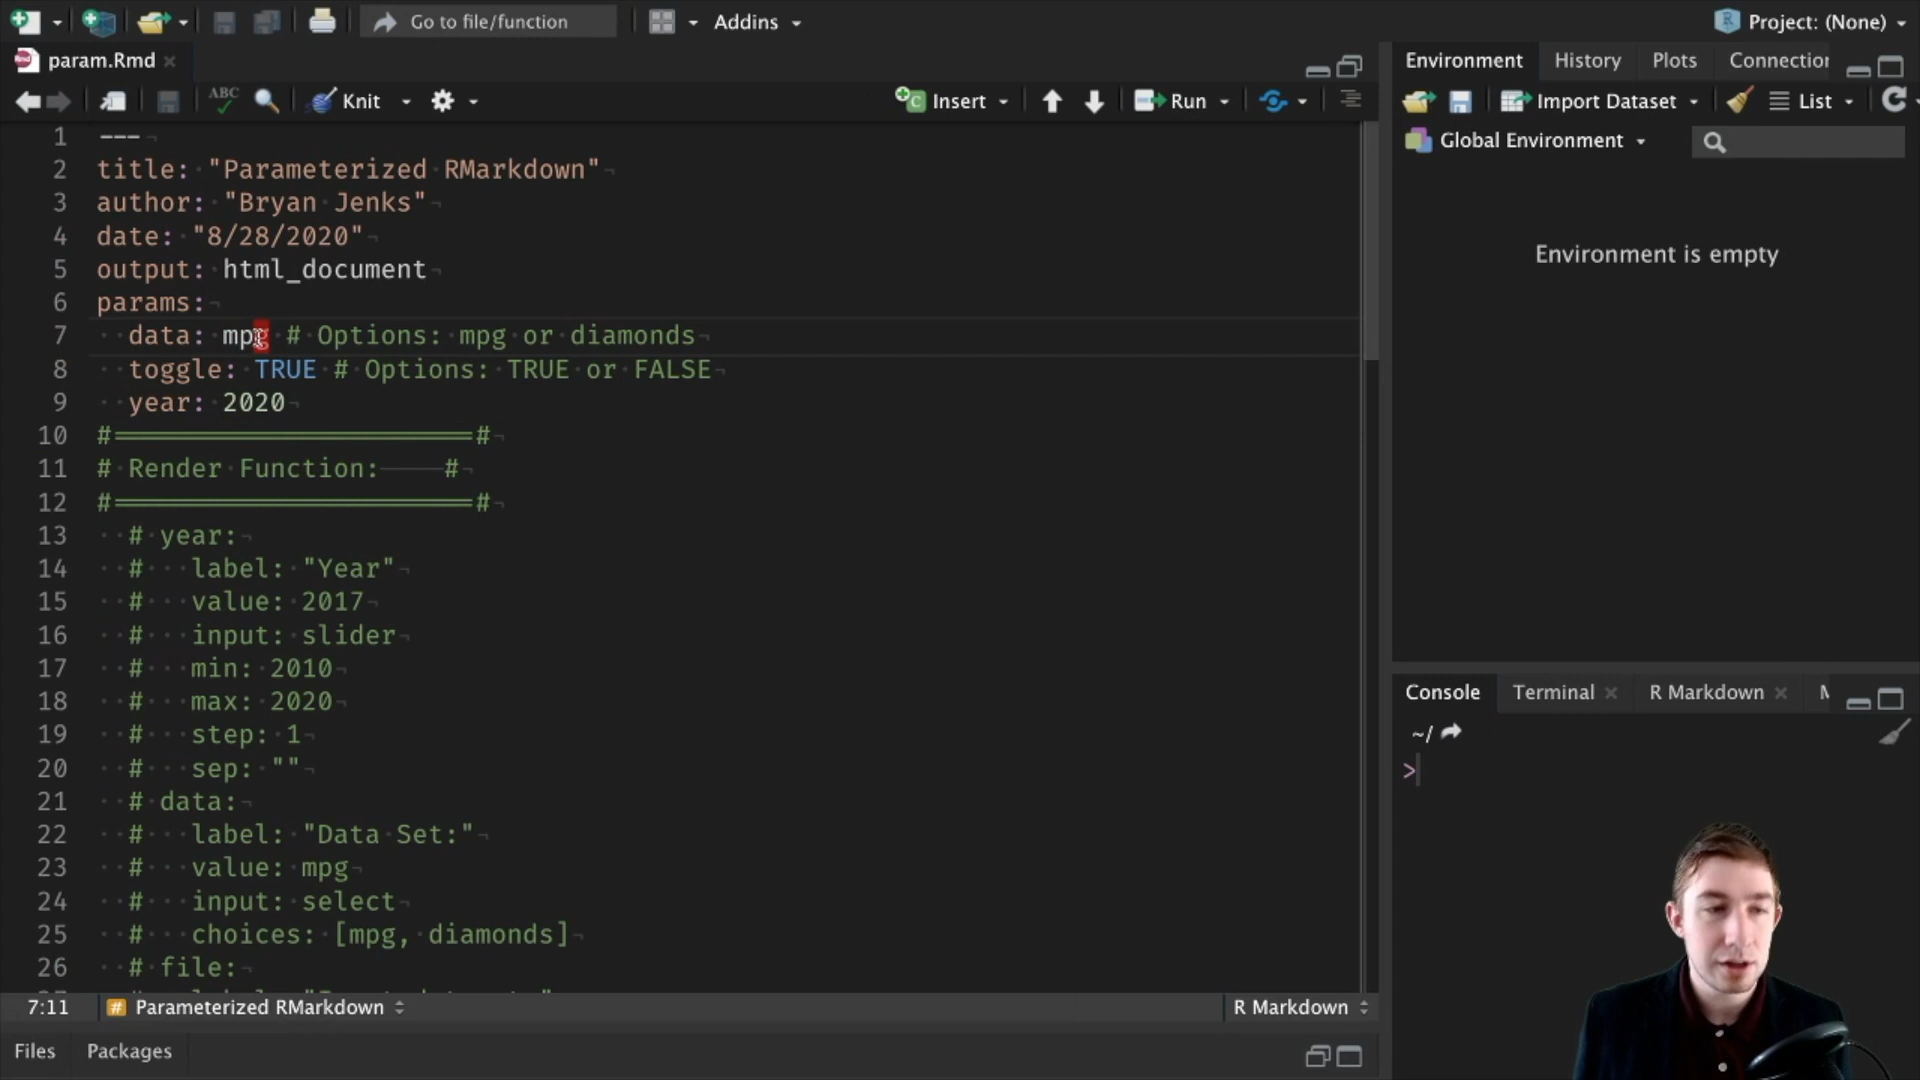 Go to file/function
Addins
Project: (None)
param.Rmd
Environment History Plots Connection
ABC
Knit
Insert
Run
Import Dataset
List
Global Environment
Environment is empty
1 ---
2 title: "Parameterized RMarkdown"
3 author: "Bryan Jenks"
4 date: "8/28/2020"
5 output: html_document
6 params:
7 data: mpg # Options: mpg or diamonds
8 toggle: TRUE # Options: TRUE or FALSE
9 year: 2020
10 #=======================#
11 # Render Function: #
12 #=======================#
13 # year:
14 # label: "Year"
15 # value: 2017
16 # input: slider
17 # min: 2010
18 # max: 2020
19 # step: 1
20 # sep: ""
21 # data:
22 # label: "Data Set:"
23 # value: mpg
24 # input: select
25 # choices: [mpg, diamonds]
26 # file:
7:11
# Parameterized RMarkdown
R Markdown
Files
Packages
Console
Terminal
R Markdown
~/
>